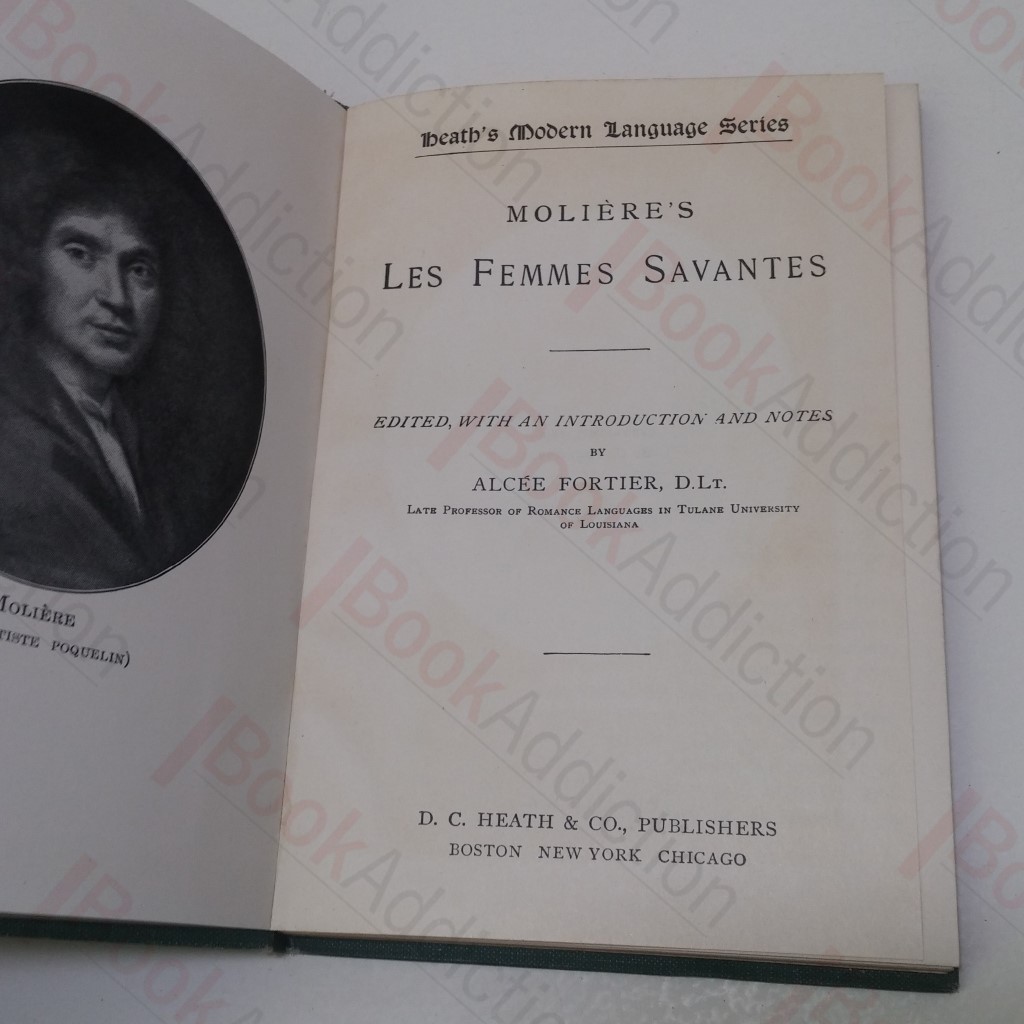 MOLIÈRE
POQUELIN)
Heath's Modern Language Series
MOLIÈRE'S
LES FEMMES SAVANTES
EDITED, WITH AN INTRODUCTION AND NOTES
BY
ALCÉE FORTIER, D.LT.
LATE PROFESSOR OF ROMANCE LANGUAGES IN TULANE UNIVERSITY
OF LOUISIANA
D. C. HEATH & CO., PUBLISHERS
BOSTON NEW YORK CHICAGO
BookAddiction